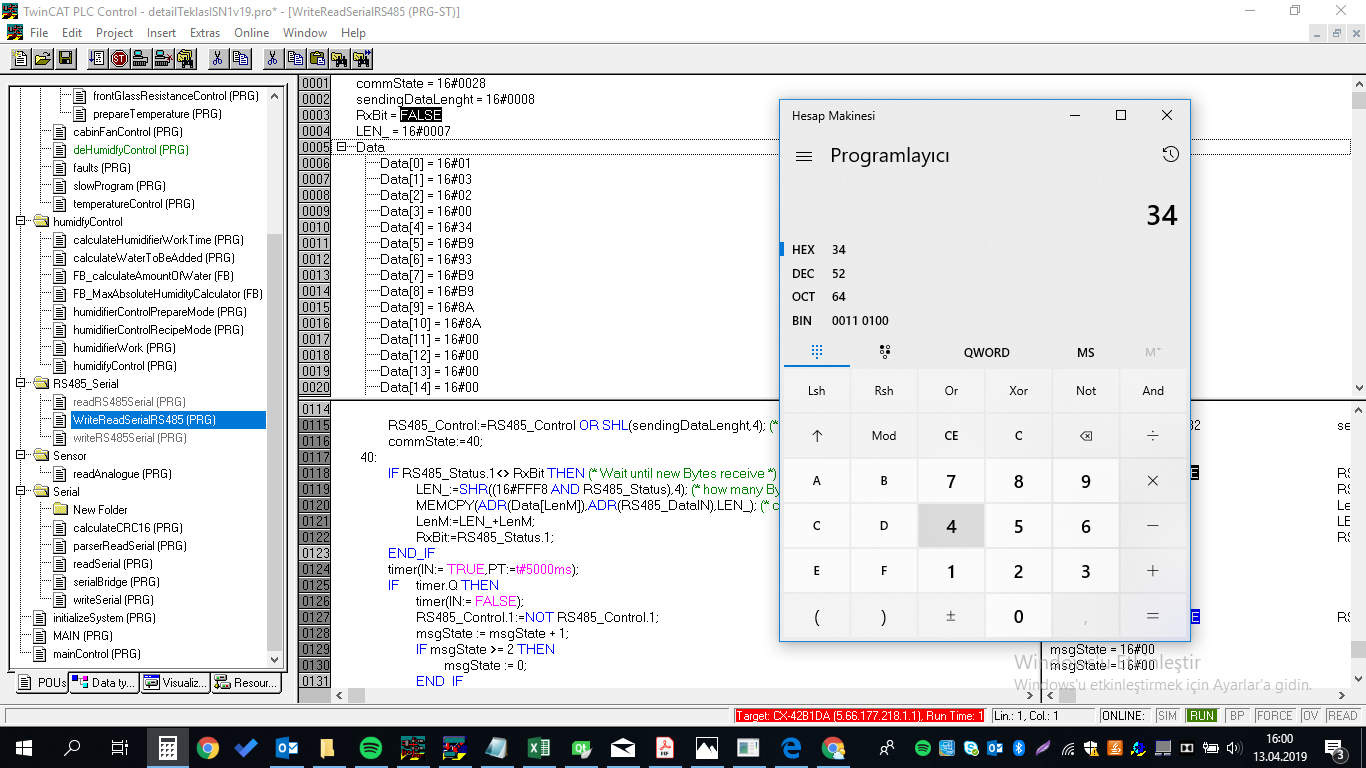 TwinCAT PLC Control - detailTeklasISN1v19.pro* - [WriteReadSerialRS485 (PRG-ST)]
File Edit Project Insert Extras Online Window Help
frontGlassResistanceControl (PRG)
prepareTemperature (PRG)
cabinFanControl (PRG)
deHumidfyControl (PRG)
faults (PRG)
slowProgram (PRG)
temperatureControl (PRG)
humidfyControl
calculateHumidifierWorkTime (PRG)
calculateWaterToBeAdded (PRG)
FB_calculateAmountOfWater (FB)
FB_MaxAbsoluteHumidityCalculator (FB)
humidifierControlPrepareMode (PRG)
humidifierControlRecipeMode (PRG)
humidifierWork (PRG)
humidifyControl (PRG)
RS485_Serial
readRS485Serial (PRG)
WriteReadSerialRS485 (PRG)
writeRS485Serial (PRG)
Sensor
readAnalogue (PRG)
Serial
New Folder
calculateCRC16 (PRG)
parserReadSerial (PRG)
readSerial (PRG)
serialBridge (PRG)
writeSerial (PRG)
initializeSystem (PRG)
MAIN (PRG)
mainControl (PRG)
POUs Data ty... Visualiz... Resour...
0001 commState = 16#0028
0002 sendingDataLenght = 16#0008
0003 RxBit = FALSE
0004 LEN_ = 16#0007
0005 Data
0006 Data[0] = 16#01
0007 Data[1] = 16#03
0008 Data[2] = 16#02
0009 Data[3] = 16#00
0010 Data[4] = 16#34
0011 Data[5] = 16#B9
0012 Data[6] = 16#93
0013 Data[7] = 16#B9
0014 Data[8] = 16#B9
0015 Data[9] = 16#8A
0016 Data[10] = 16#8A
0017 Data[11] = 16#00
0018 Data[12] = 16#00
0019 Data[13] = 16#00
0020 Data[14] = 16#00
0114
0115 RS485_Control:=RS485_Control OR SHL(sendingDataLenght,4); (*
0116 commState:=40;
0117 40:
0118 IF RS485_Status.1<> RxBit THEN (* Wait until new Bytes receive *)
0119 LEN_:=SHR((16#FFF8 AND RS485_Status),4); (* how many By
0120 MEMCPY(ADR(Data[LenM]),ADR(RS485_DataIN),LEN_); (* c
0121 LenM:=LEN_+LenM;
0122 RxBit:=RS485_Status.1;
0123 END_IF
0124 timer(IN:= TRUE,PT:=t#5000ms);
0125 IF timer.Q THEN
0126 timer(IN:= FALSE);
0127 RS485_Control.1:=NOT RS485_Control.1;
0128 msgState := msgState + 1;
0129 IF msgState >= 2 THEN
0130 msgState := 0;
0131 END_IF
msgState = 16#00
msgState = 16#00
Hesap Makinesi
Programlayıcı
34
HEX 34
DEC 52
OCT 64
BIN 0011 0100
QWORD MS M
Lsh Rsh Or Xor Not And
↑ Mod CE C ⌫ ÷
A B 7 8 9 ×
C D 4 5 6 −
E F 1 2 3 +
( ) ± 0 , =
Windows'u Etkinleştir
Windows'u etkinleştirmek için Ayarlar'a gidin.
Target: CX-42B1DA (5.66.177.218.1.1), Run Time: 1 Lin.: 1, Col.: 1 ONLINE: SIM RUN BP FORCE OV READ
16:00
13.04.2019
3